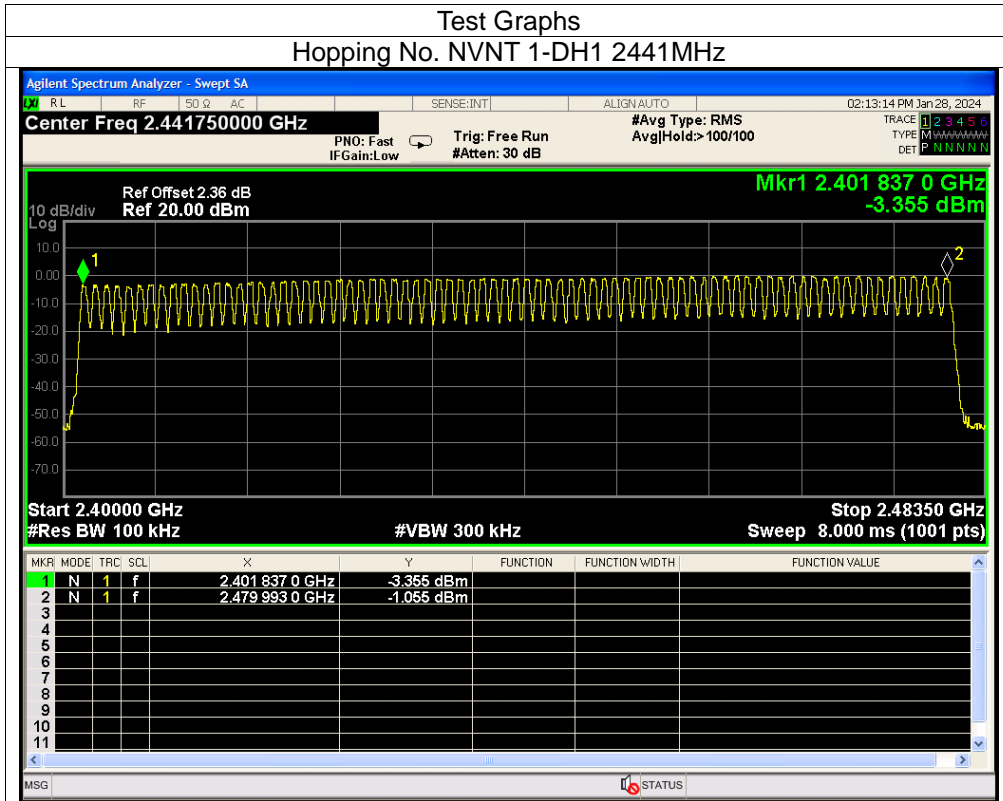 Test Graphs
Hopping No. NVNT 1-DH1 2441MHz
Agilent Spectrum Analyzer - Swept SA
LXI RL RF 50 Ω AC SENSE:INT ALIGN AUTO 02:13:14 PM Jan 28, 2024
Center Freq 2.441750000 GHz
PNO: Fast
IFGain:Low
Trig: Free Run
#Atten: 30 dB
#Avg Type: RMS
Avg|Hold:>100/100
TRACE 1 2 3 4 5 6
TYPE M
DET P N N N N N
Mkr1 2.401 837 0 GHz
-3.355 dBm
Ref Offset 2.36 dB
10 dB/div Ref 20.00 dBm
Log
10.0
0.00
-10.0
-20.0
-30.0
-40.0
-50.0
-60.0
-70.0
1
2
Start 2.40000 GHz Stop 2.48350 GHz
#Res BW 100 kHz #VBW 300 kHz Sweep 8.000 ms (1001 pts)
MKR MODE TRC SCL X Y FUNCTION FUNCTION WIDTH FUNCTION VALUE
1 N 1 f 2.401 837 0 GHz -3.355 dBm
2 N 1 f 2.479 993 0 GHz -1.055 dBm
3
4
5
6
7
8
9
10
11
MSG STATUS